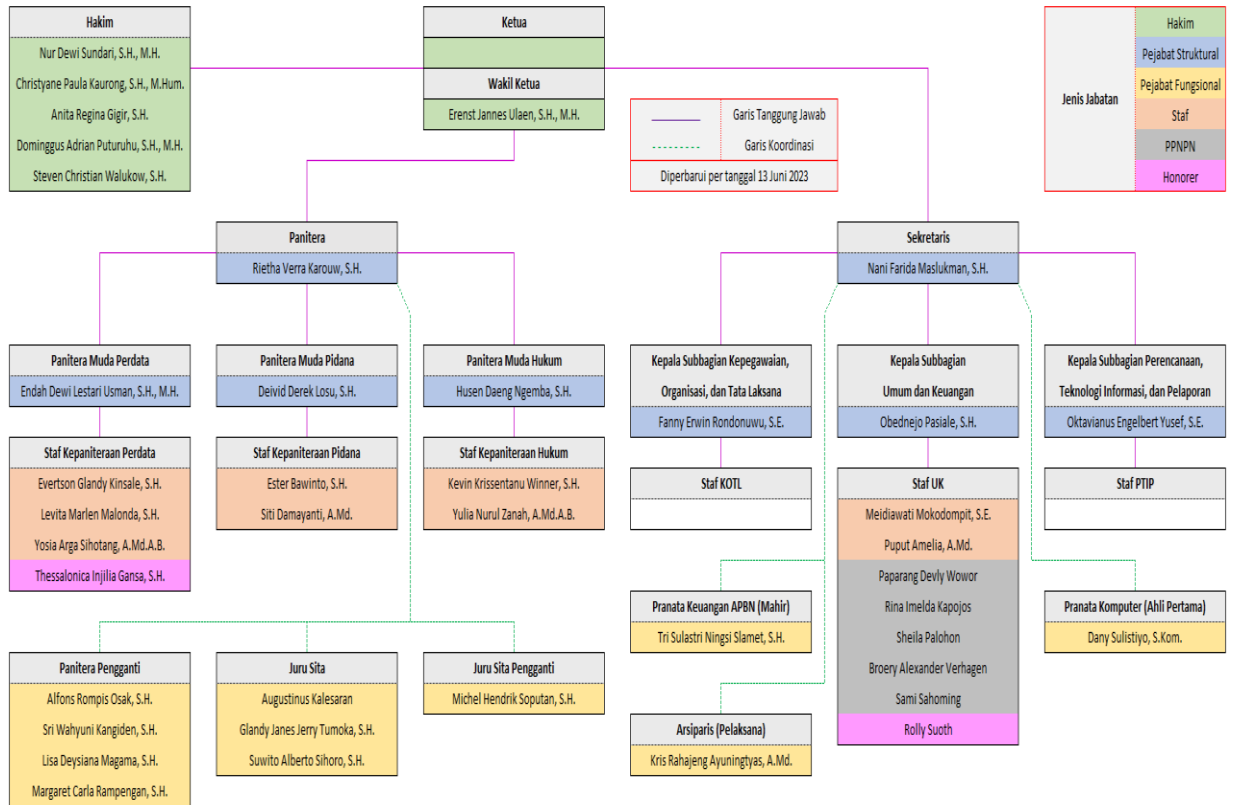 Hakim
Nur Dewi Sundari, S.H., M.H.
Christyane Paula Kaurong, S.H., M.Hum.
Anita Regina Gigir, S.H.
Dominggus Adrian Puturuhu, S.H., M.H.
Steven Christian Walukow, S.H.
Ketua
Wakil Ketua
Erenst Jannes Ulaen, S.H., M.H.
Garis Tanggung Jawab
Garis Koordinasi
Diperbarui per tanggal 13 Juni 2023
Jenis Jabatan
Hakim
Pejabat Struktural
Pejabat Fungsional
Staf
PPNPN
Honorer
Panitera
Rietha Verra Karouw, S.H.
Sekretaris
Nani Farida Maslukman, S.H.
Panitera Muda Perdata
Endah Dewi Lestari Usman, S.H., M.H.
Panitera Muda Pidana
Deivid Derek Losu, S.H.
Panitera Muda Hukum
Husen Daeng Ngemba, S.H.
Kepala Subbagian Kepegawaian,
Organisasi, dan Tata Laksana
Fanny Erwin Rondonuwu, S.E.
Kepala Subbagian
Umum dan Keuangan
Obednejo Pasiale, S.H.
Kepala Subbagian Perencanaan,
Teknologi Informasi, dan Pelaporan
Oktavianus Engelbert Yusef, S.E.
Staf Kepaniteraan Perdata
Evertson Glandy Kinsale, S.H.
Levita Marlen Malonda, S.H.
Yosia Arga Sihotang, A.Md.A.B.
Thessalonica Injilia Gansa, S.H.
Staf Kepaniteraan Pidana
Ester Bawinto, S.H.
Siti Damayanti, A.Md.
Staf Kepaniteraan Hukum
Kevin Krissentanu Winner, S.H.
Yulia Nurul Zanah, A.Md.A.B.
Staf KOTL
Staf UK
Meidiawati Mokodompit, S.E.
Puput Amelia, A.Md.
Paparang Devly Wowor
Rina Imelda Kapojos
Sheila Palohon
Broery Alexander Verhagen
Sami Sahoming
Rolly Suoth
Staf PTIP
Pranata Keuangan APBN (Mahir)
Tri Sulastri Ningsi Slamet, S.H.
Pranata Komputer (Ahli Pertama)
Dany Sulistiyo, S.Kom.
Panitera Pengganti
Alfons Rompis Osak, S.H.
Sri Wahyuni Kangiden, S.H.
Lisa Deysiana Magama, S.H.
Margaret Carla Rampengan, S.H.
Juru Sita
Augustinus Kalesaran
Glandy Janes Jerry Tumoka, S.H.
Suwito Alberto Sihoro, S.H.
Juru Sita Pengganti
Michel Hendrik Soputan, S.H.
Arsiparis (Pelaksana)
Kris Rahajeng Ayuningtyas, A.Md.